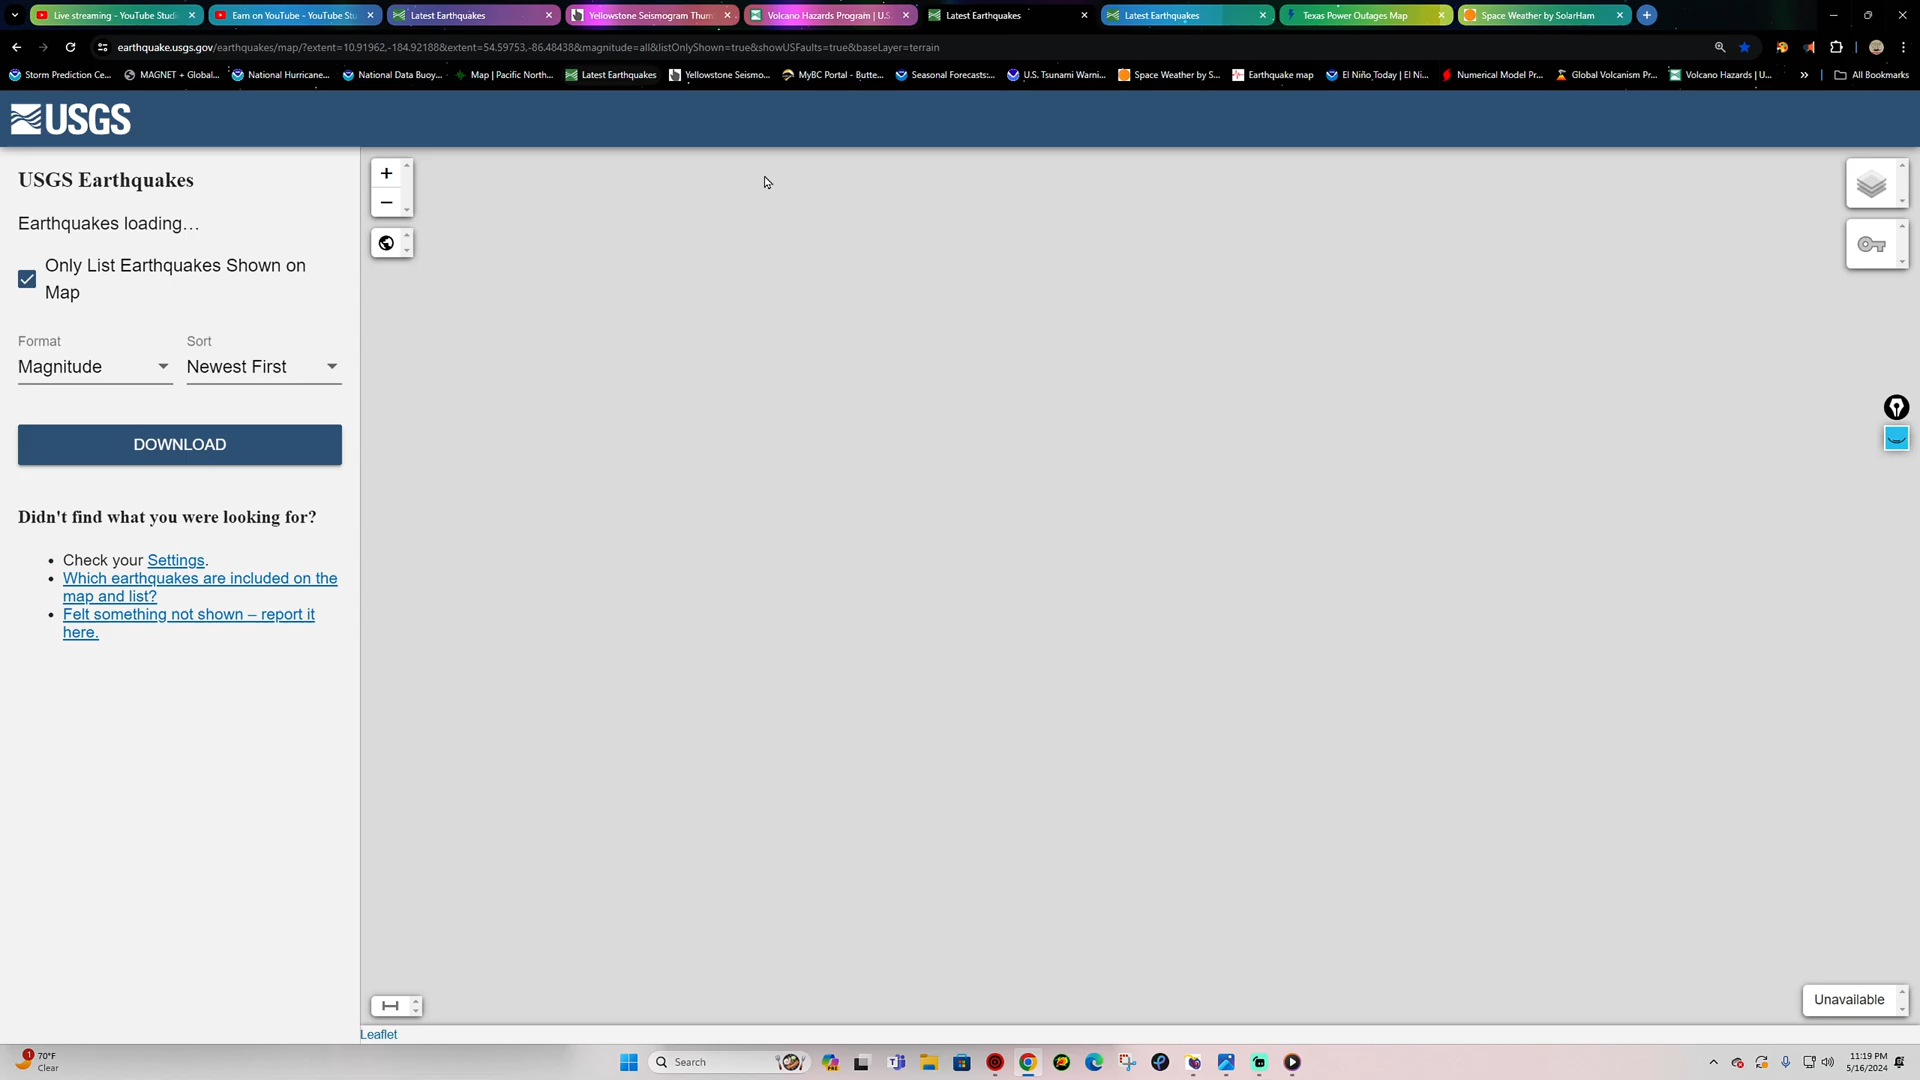 Live streaming - YouTube Studi
Earn on YouTube - YouTube Stu
Latest Earthquakes
Yellowstone Seismogram Thum
Volcano Hazards Program | U.S.
Latest Earthquakes
Latest Earthquakes
Texas Power Outages Map
Space Weather by SolarHam
earthquake.usgs.gov/earthquakes/map/?extent=10.91962,-184.92188&extent=54.59753,-86.48438&magnitude=all&listOnlyShown=true&showUSFaults=true&baseLayer=terrain
Storm Prediction Ce...
MAGNET + Global...
National Hurricane...
National Data Buoy...
Map | Pacific North...
Latest Earthquakes
Yellowstone Seismo...
MyBC Portal - Butte...
Seasonal Forecasts:...
U.S. Tsunami Warni...
Space Weather by S...
Earthquake map
El Niño Today | El Ni...
Numerical Model Pr...
Global Volcanism Pr...
Volcano Hazards | U...
»
All Bookmarks
USGS
USGS Earthquakes
Earthquakes loading…
Only List Earthquakes Shown on
Map
Format
Sort
Magnitude
Newest First
DOWNLOAD
Didn't find what you were looking for?
• Check your Settings.
• Which earthquakes are included on the
map and list?
• Felt something not shown – report it
here.
+
−
Unavailable
Leaflet
1
70°F
Clear
Search
PRE
11:19 PM
5/16/2024